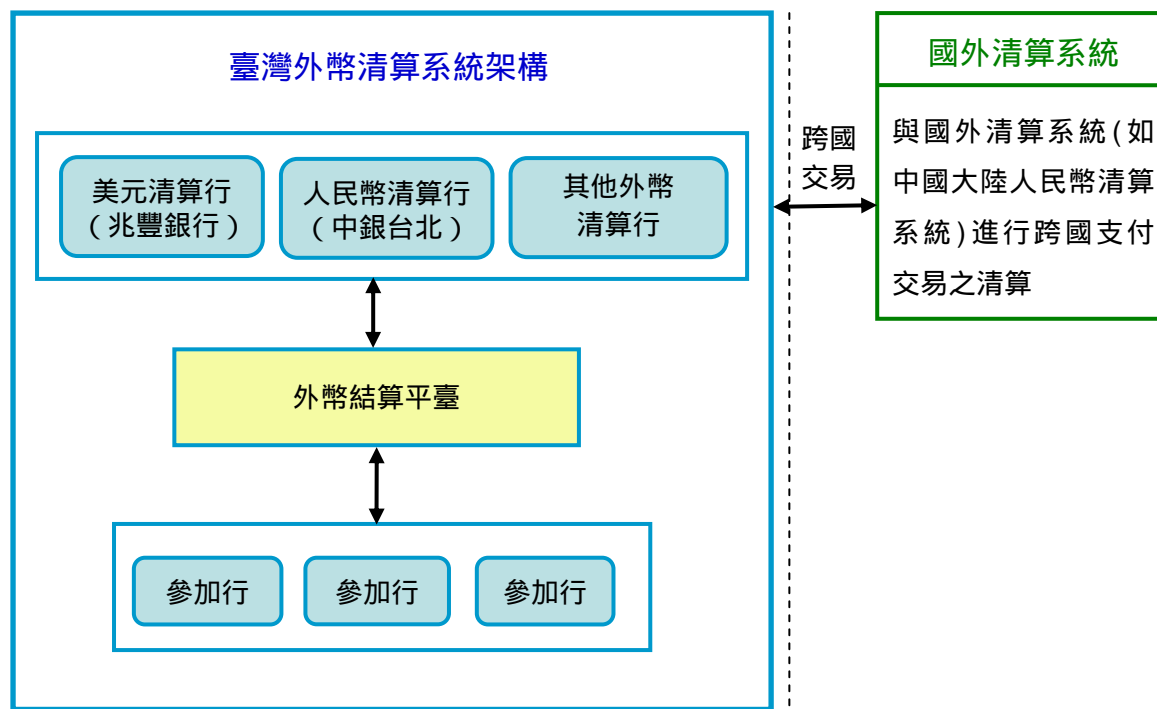 臺灣外幣清算系統架構
美元清算行
（兆豐銀行）
人民幣清算行
（中銀台北）
其他外幣
清算行
外幣結算平臺
參加行
參加行
參加行
跨國
交易
國外清算系統
與國外清算系統(如
中國大陸人民幣清算
系統)進行跨國支付
交易之清算